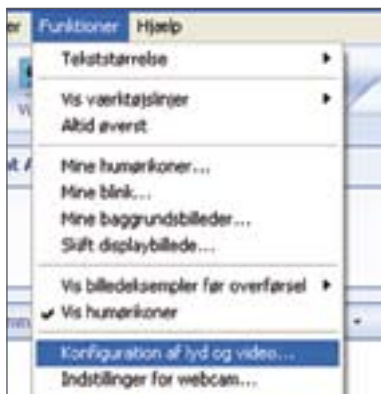 er Funktioner Hjælp
Tekststørrelse
Vis værktøjslinjer
Altid øverst
Mine humørikoner...
Mine blink...
Mine baggrundsbilleder...
Skift displaybillede...
Vis billedeksempler før overførsel
Vis humørikoner
Konfiguration af lyd og video...
Indstillinger for webcam...